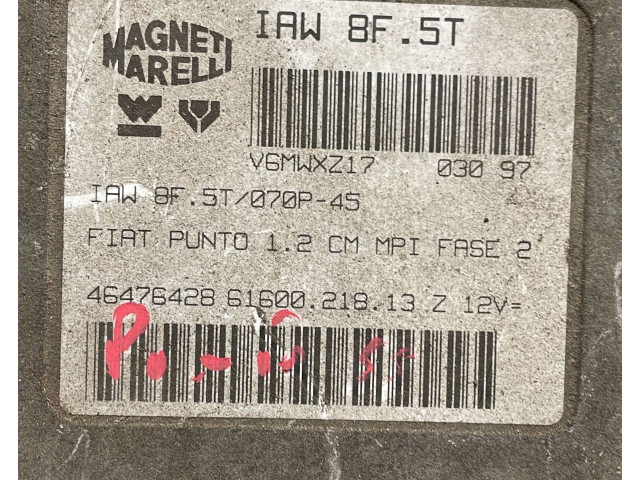 MAGNETI
MARELLI
IAW 8F.5T
V6MWXZ17 030 97
IAW 8F.5T/070P-45
FIAT PUNTO 1.2 CM MPI FASE 2
46476428 61600.218.13 Z 12V=